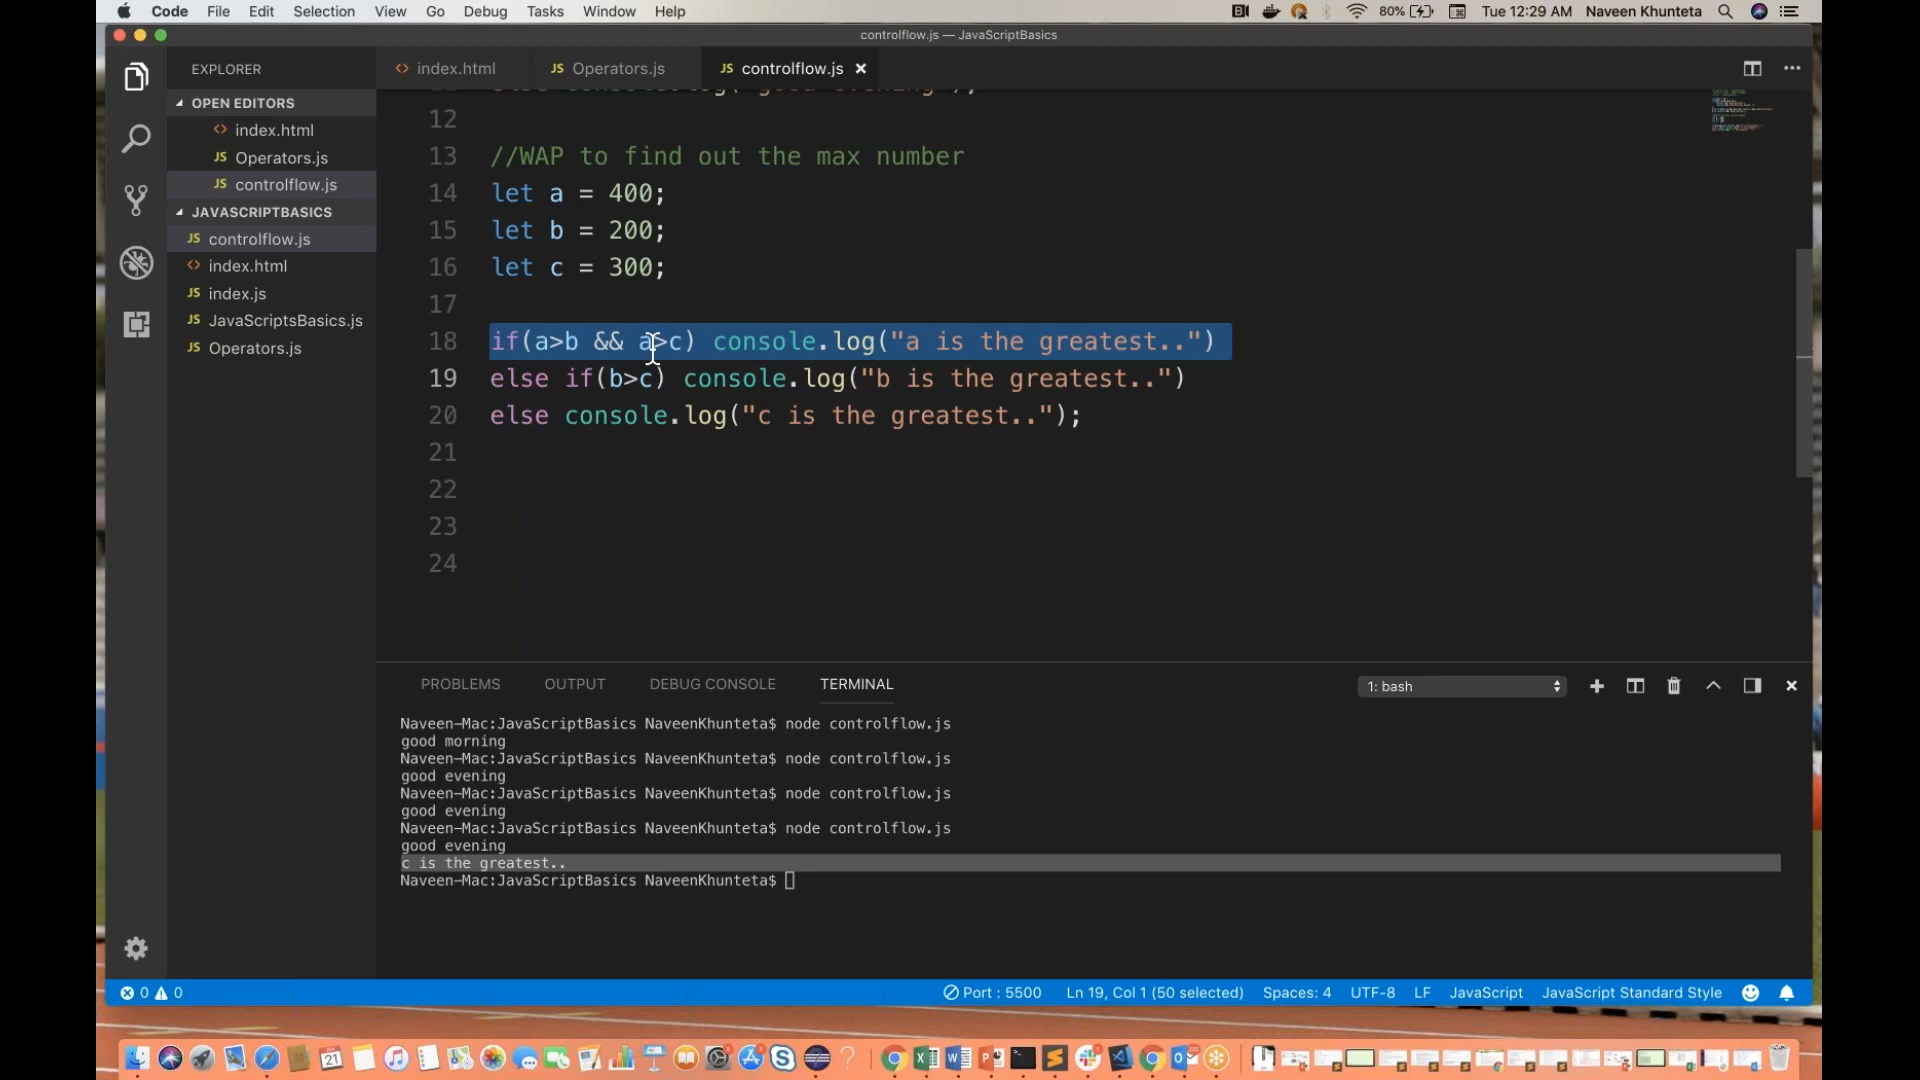 Code File Edit Selection View Go Debug Tasks Window Help 80% Tue 12:29 AM Naveen Khunteta
controlflow.js — JavaScriptBasics
EXPLORER
index.html Operators.js controlflow.js
OPEN EDITORS
index.html
JS Operators.js
JS controlflow.js
JAVASCRIPTBASICS
JS controlflow.js
index.html
JS index.js
JS JavaScriptsBasics.js
JS Operators.js
12
13 //WAP to find out the max number
14 let a = 400;
15 let b = 200;
16 let c = 300;
17
18 if(a>b && a>c) console.log("a is the greatest..")
19 else if(b>c) console.log("b is the greatest..")
20 else console.log("c is the greatest..");
21
22
23
24
PROBLEMS OUTPUT DEBUG CONSOLE TERMINAL 1: bash
Naveen-Mac:JavaScriptBasics NaveenKhunteta$ node controlflow.js
good morning
Naveen-Mac:JavaScriptBasics NaveenKhunteta$ node controlflow.js
good evening
Naveen-Mac:JavaScriptBasics NaveenKhunteta$ node controlflow.js
good evening
Naveen-Mac:JavaScriptBasics NaveenKhunteta$ node controlflow.js
good evening
c is the greatest..
Naveen-Mac:JavaScriptBasics NaveenKhunteta$
0 0 Port : 5500 Ln 19, Col 1 (50 selected) Spaces: 4 UTF-8 LF JavaScript JavaScript Standard Style